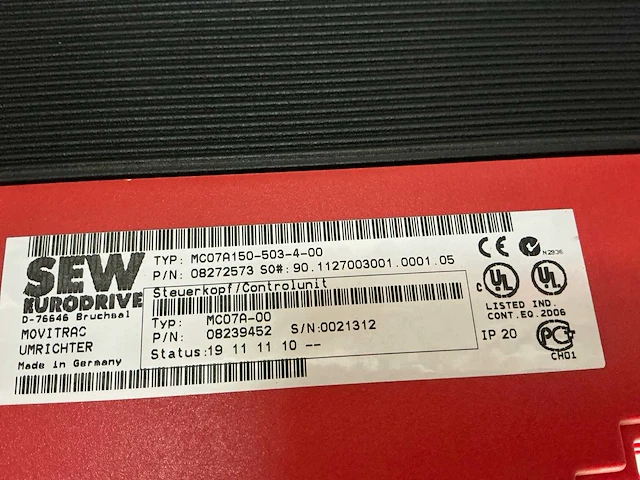 TYP: MC07A150-503-4-00
P/N: 08272573 SO#: 90.1127003001.0001.05
SEW
EURODRIVE
D-76646 Bruchsal
MOVITRAC
UMRICHTER
Made in Germany
Steuerkopf/Controlunit
Typ: MC07A-00
P/N: 08239452 S/N:0021312
Status: 19 11 11 10 --
CE
N2936
C UL UL
LISTED IND.
CONT.EQ.2D06
IP 20
CH01